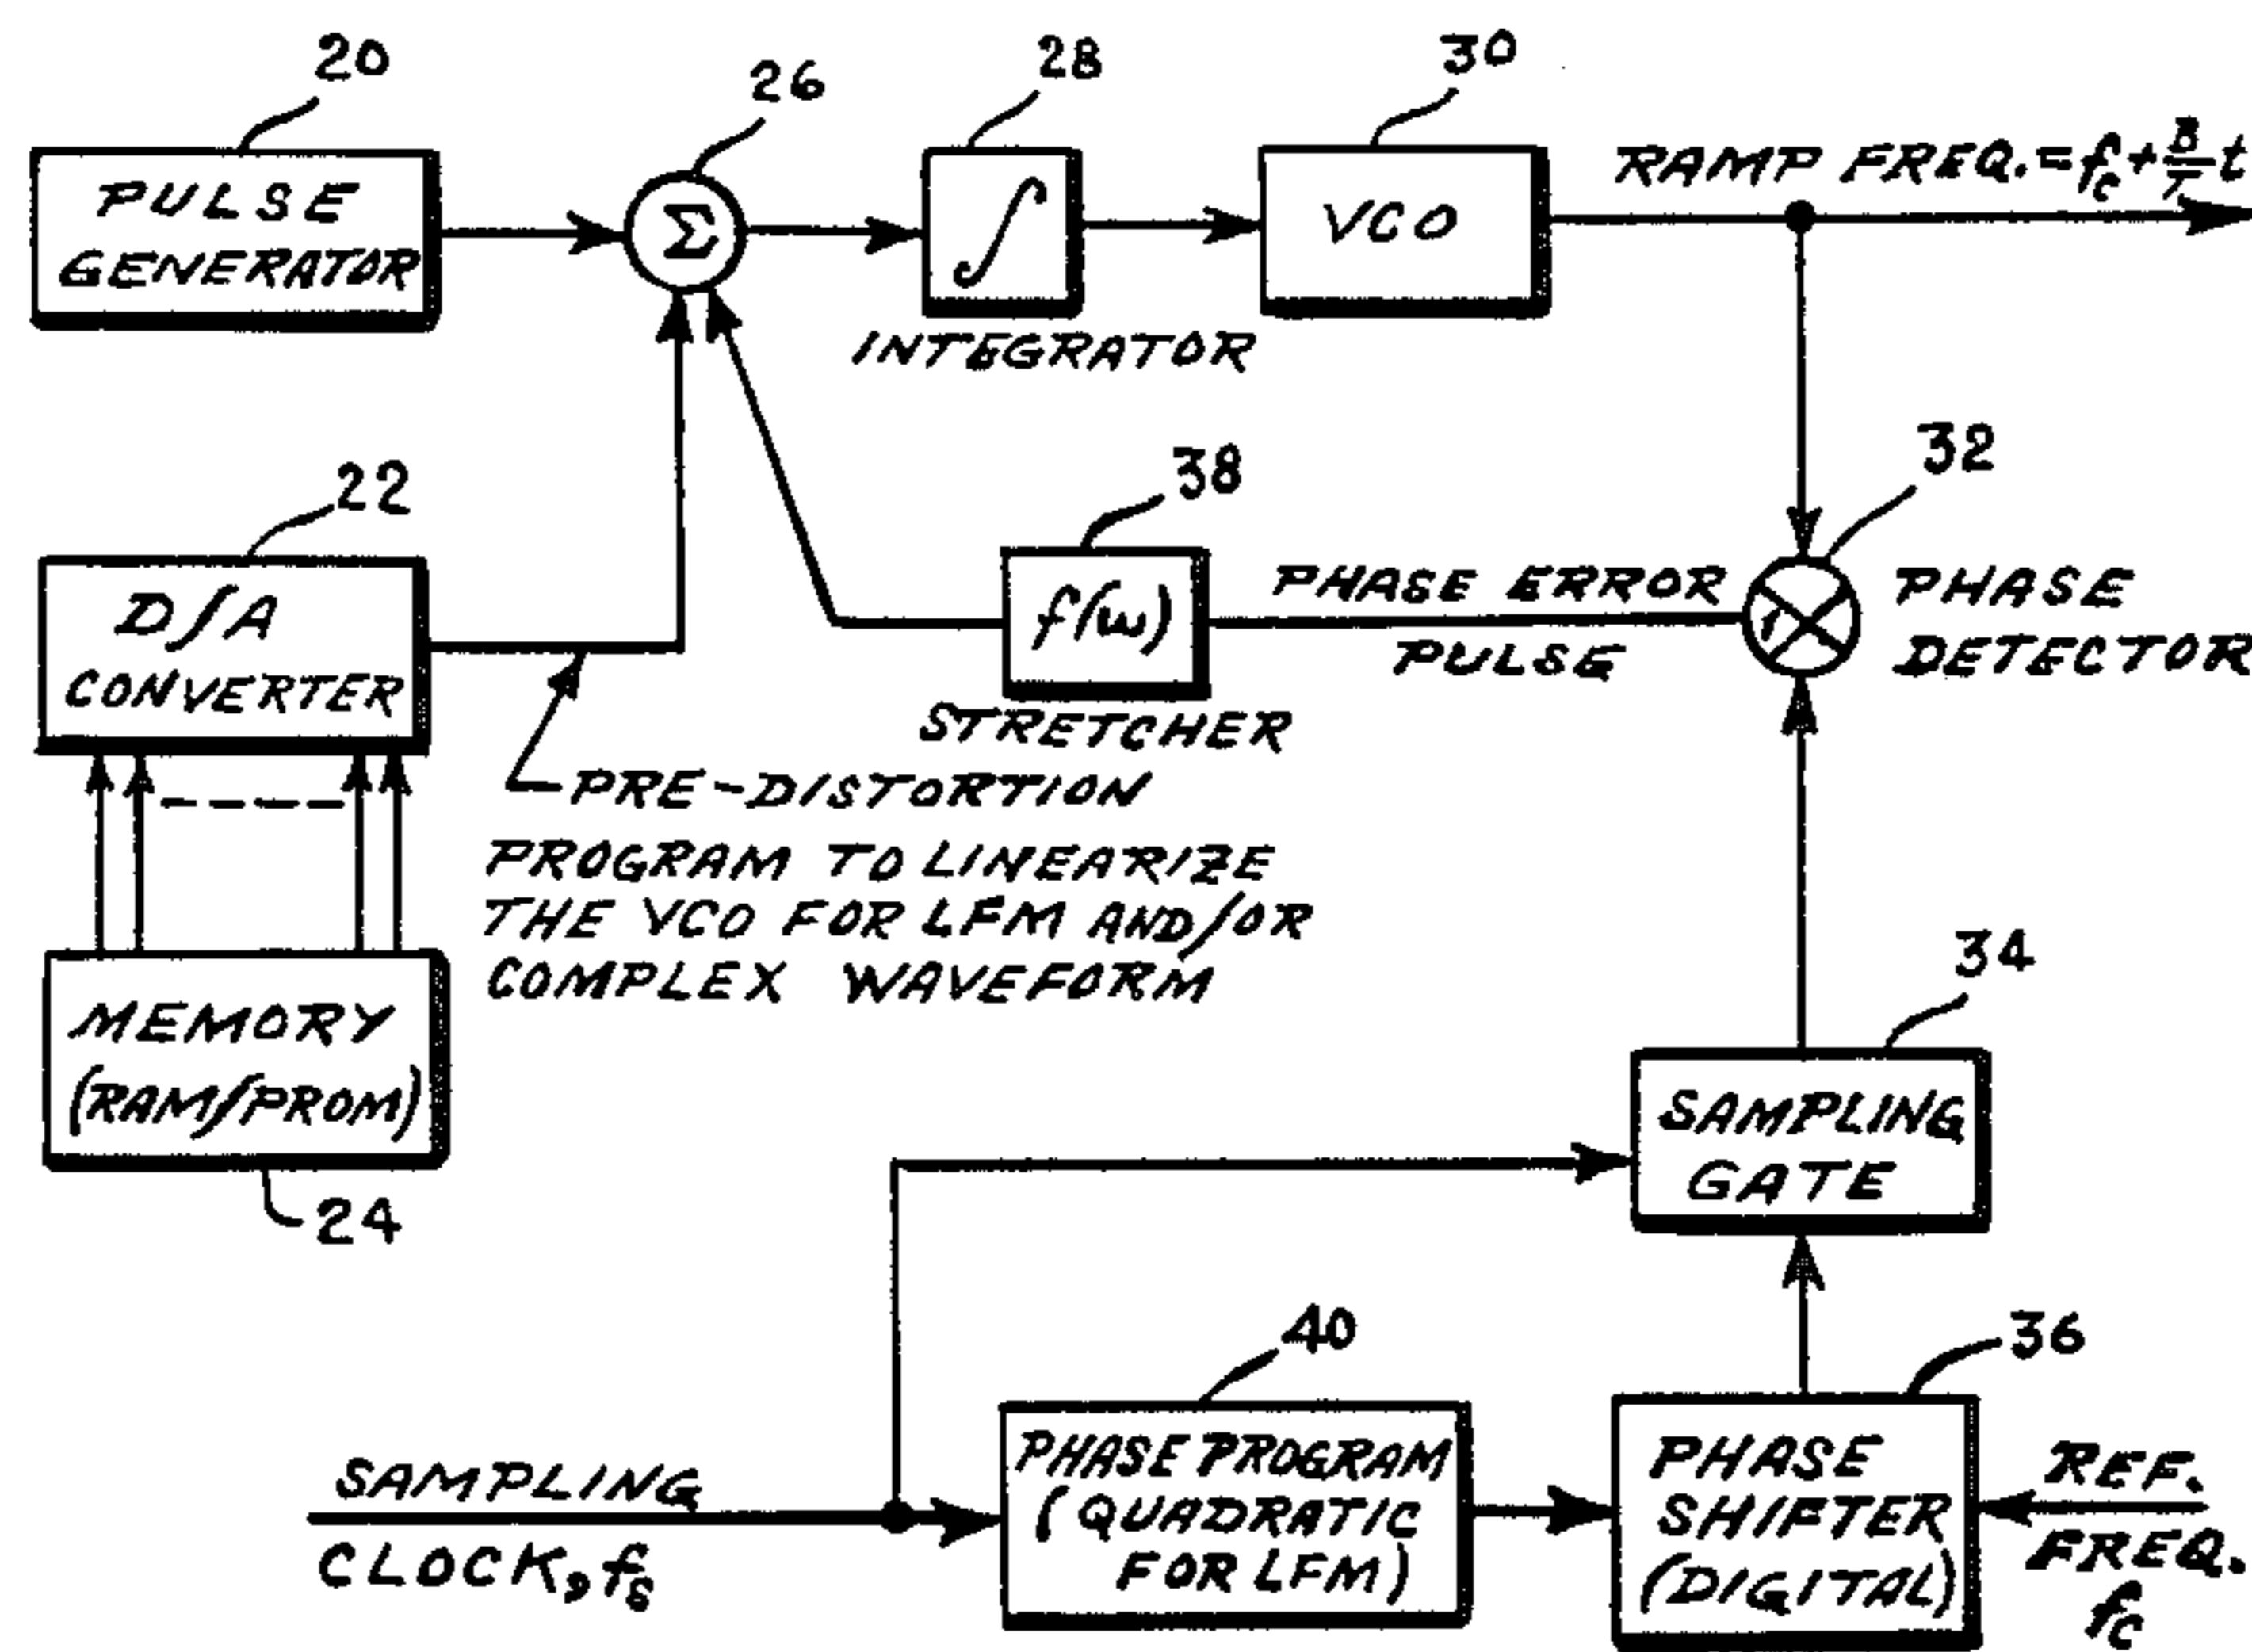 20
26
28
30
PULSE
GENERATOR
Σ
∫
INTEGRATOR
VCO
RAMP FREQ.=fc+B/T t
22
D/A
CONVERTER
38
f(ω)
STRETCHER
PHASE ERROR
PULSE
32
PHASE
DETECTOR
PRE-DISTORTION
PROGRAM TO LINEARIZE
THE VCO FOR LFM AND/OR
COMPLEX WAVEFORM
MEMORY
(RAM/PROM)
24
34
SAMPLING
GATE
SAMPLING
CLOCK, fs
40
PHASE PROGRAM
(QUADRATIC
FOR LFM)
36
PHASE
SHIFTER
(DIGITAL)
REF.
FREQ.
fc